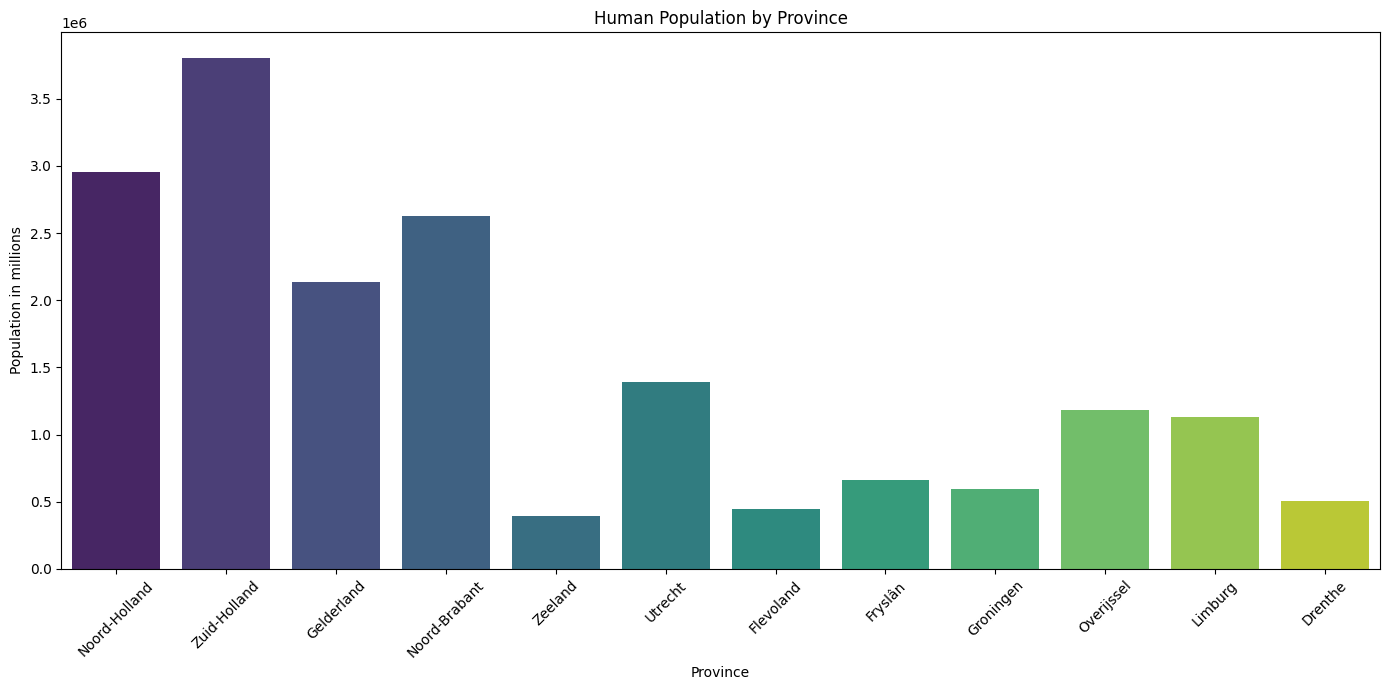 Human Population by Province
1e6
Population in millions
3.5
3.0
2.5
2.0
1.5
1.0
0.5
0.0
Noord-Holland
Zuid-Holland
Gelderland
Noord-Brabant
Zeeland
Utrecht
Flevoland
Fryslân
Groningen
Overijssel
Limburg
Drenthe
Province